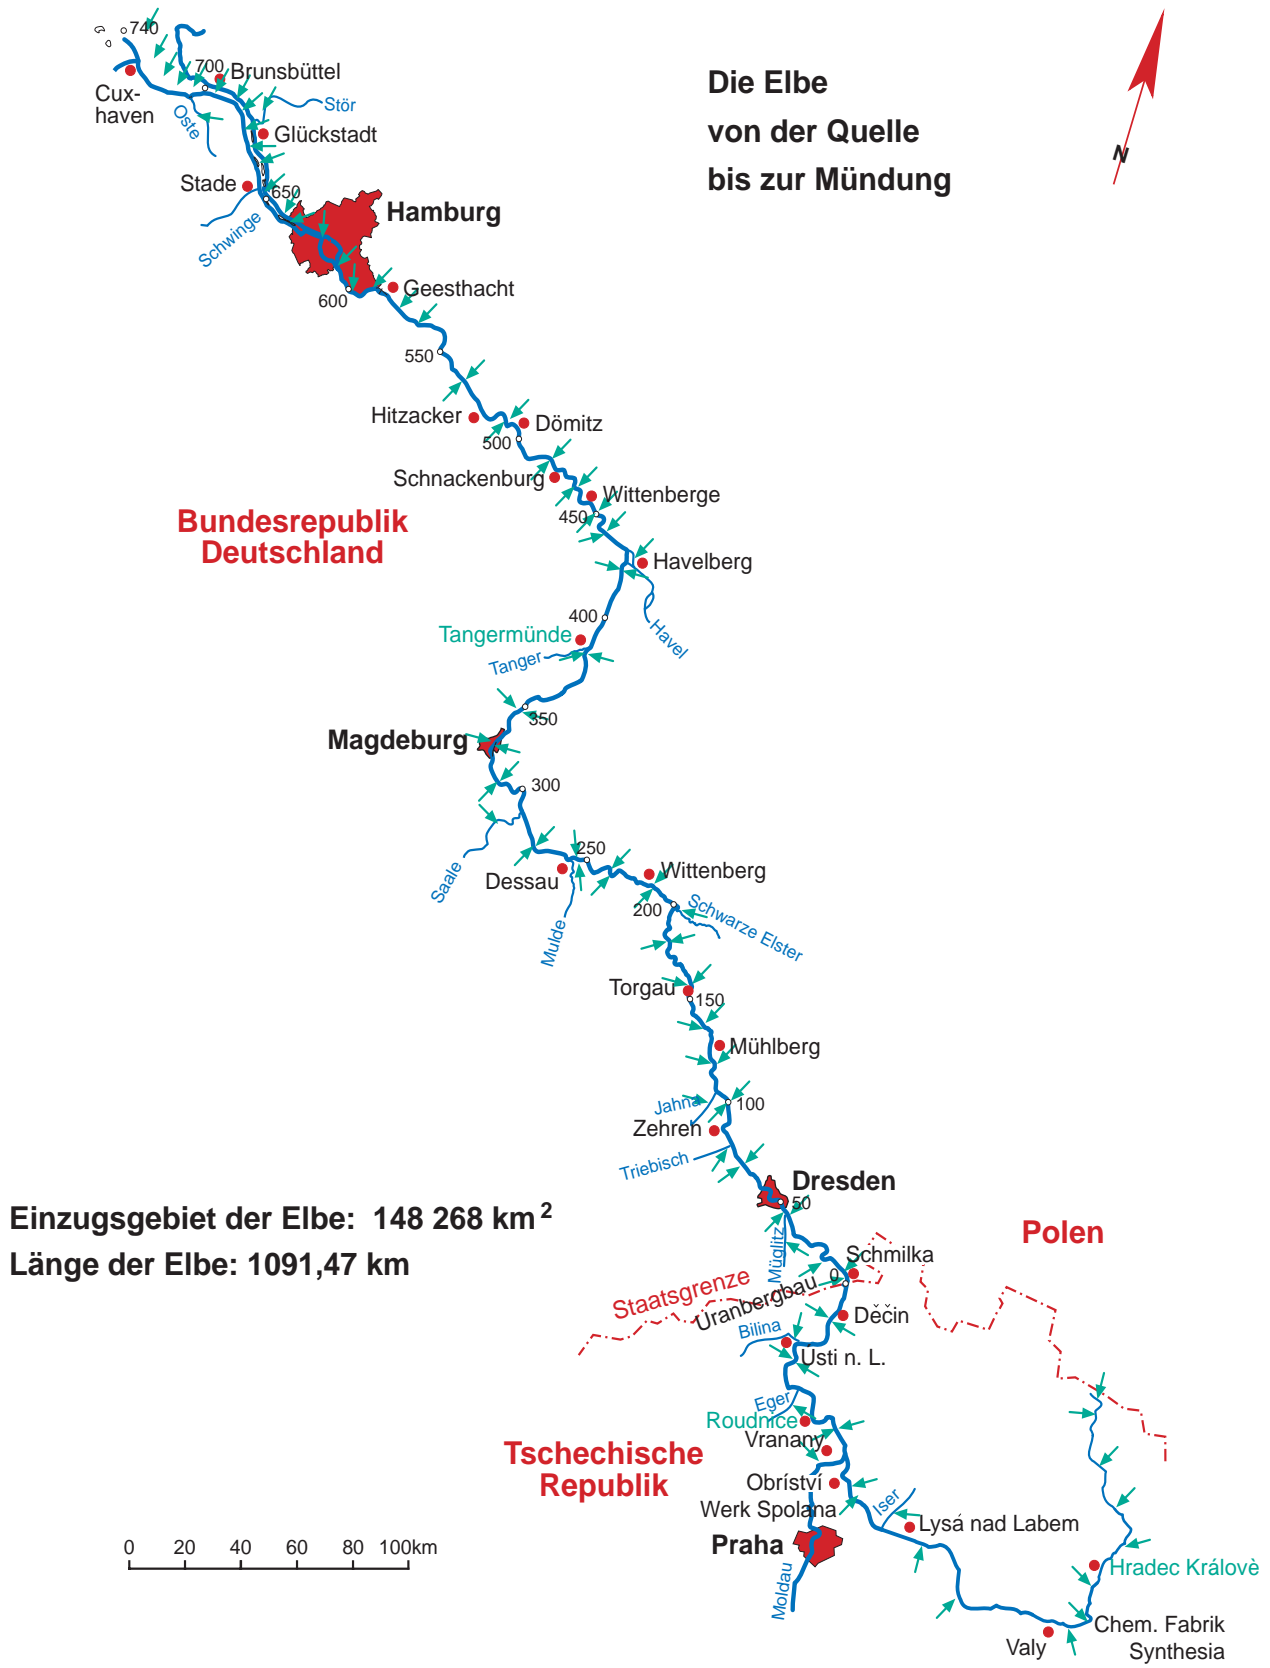 740
700
Brunsbüttel
Cux-
haven
Oste
Stör
Glückstadt
Stade
650
Schwinge
Hamburg
Die Elbe
von der Quelle
bis zur Mündung
N
600
Geesthacht
550
Hitzacker
Dömitz
500
Schnackenburg
Wittenberge
450
Bundesrepublik
Deutschland
Havelberg
400
Havel
Tangermünde
Tanger
350
Magdeburg
300
250
Saale
Dessau
Wittenberg
200
Schwarze Elster
Mulde
Torgau
150
Mühlberg
Jahna
100
Zehren
Triebisch
Dresden
50
Einzugsgebiet der Elbe: 148 268 km2
Länge der Elbe: 1091,47 km
Polen
Müglitz
Schmilka
0
Staatsgrenze
Uranbergbau
Děčin
Bilina
Ústi n. L.
Eger
Roudnice
Vranany
Tschechische
Republik
Obríství
Werk Spolana
Iser
Lysá nad Labem
Praha
Moldau
0 20 40 60 80 100km
Hradec Královè
Chem. Fabrik
Synthesia
Valy